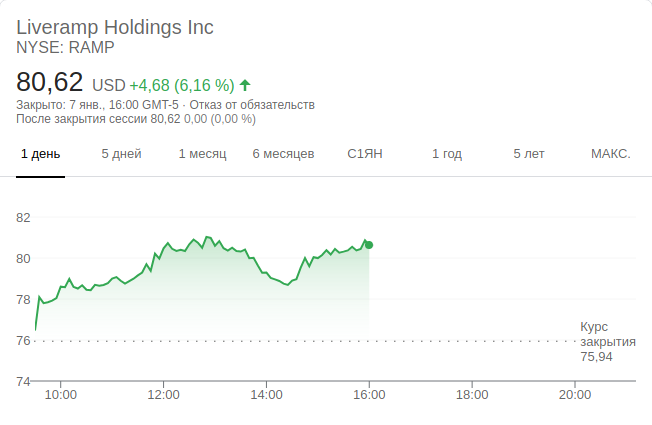 Liveramp Holdings Inc
NYSE: RAMP
80,62 USD +4,68 (6,16 %)
Закрыто: 7 янв., 16:00 GMT-5 · Отказ от обязательств
После закрытия сессии 80,62 0,00 (0,00 %)
1 день 5 дней 1 месяц 6 месяцев С1ЯН 1 год 5 лет МАКС.
82
80
78
Курс
76 закрытия
75,94
74
10:00 12:00 14:00 16:00 18:00 20:00